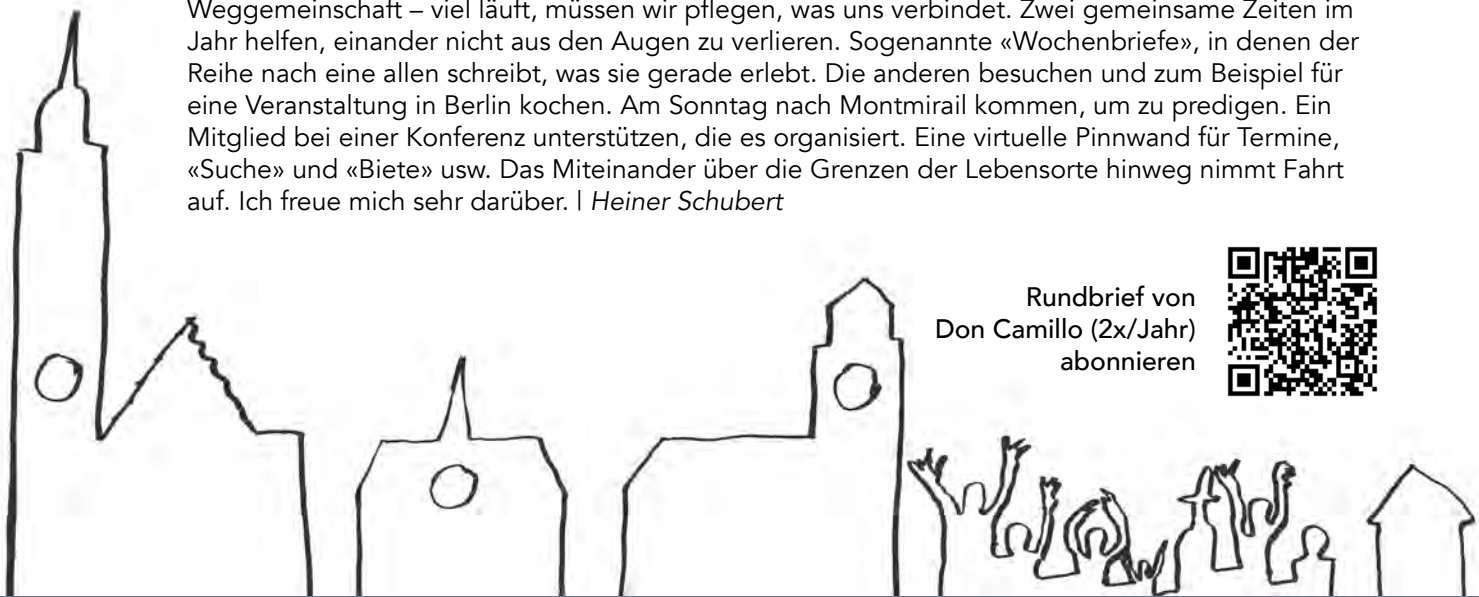 Weggemeinschaft – viel läuft, müssen wir pflegen, was uns verbindet. Zwei gemeinsame Zeiten im
Jahr helfen, einander nicht aus den Augen zu verlieren. Sogenannte «Wochenbriefe», in denen der
Reihe nach eine allen schreibt, was sie gerade erlebt. Die anderen besuchen und zum Beispiel für
eine Veranstaltung in Berlin kochen. Am Sonntag nach Montmirail kommen, um zu predigen. Ein
Mitglied bei einer Konferenz unterstützen, die es organisiert. Eine virtuelle Pinnwand für Termine,
«Suche» und «Biete» usw. Das Miteinander über die Grenzen der Lebensorte hinweg nimmt Fahrt
auf. Ich freue mich sehr darüber. | Heiner Schubert
Rundbrief von
Don Camillo (2x/Jahr)
abonnieren